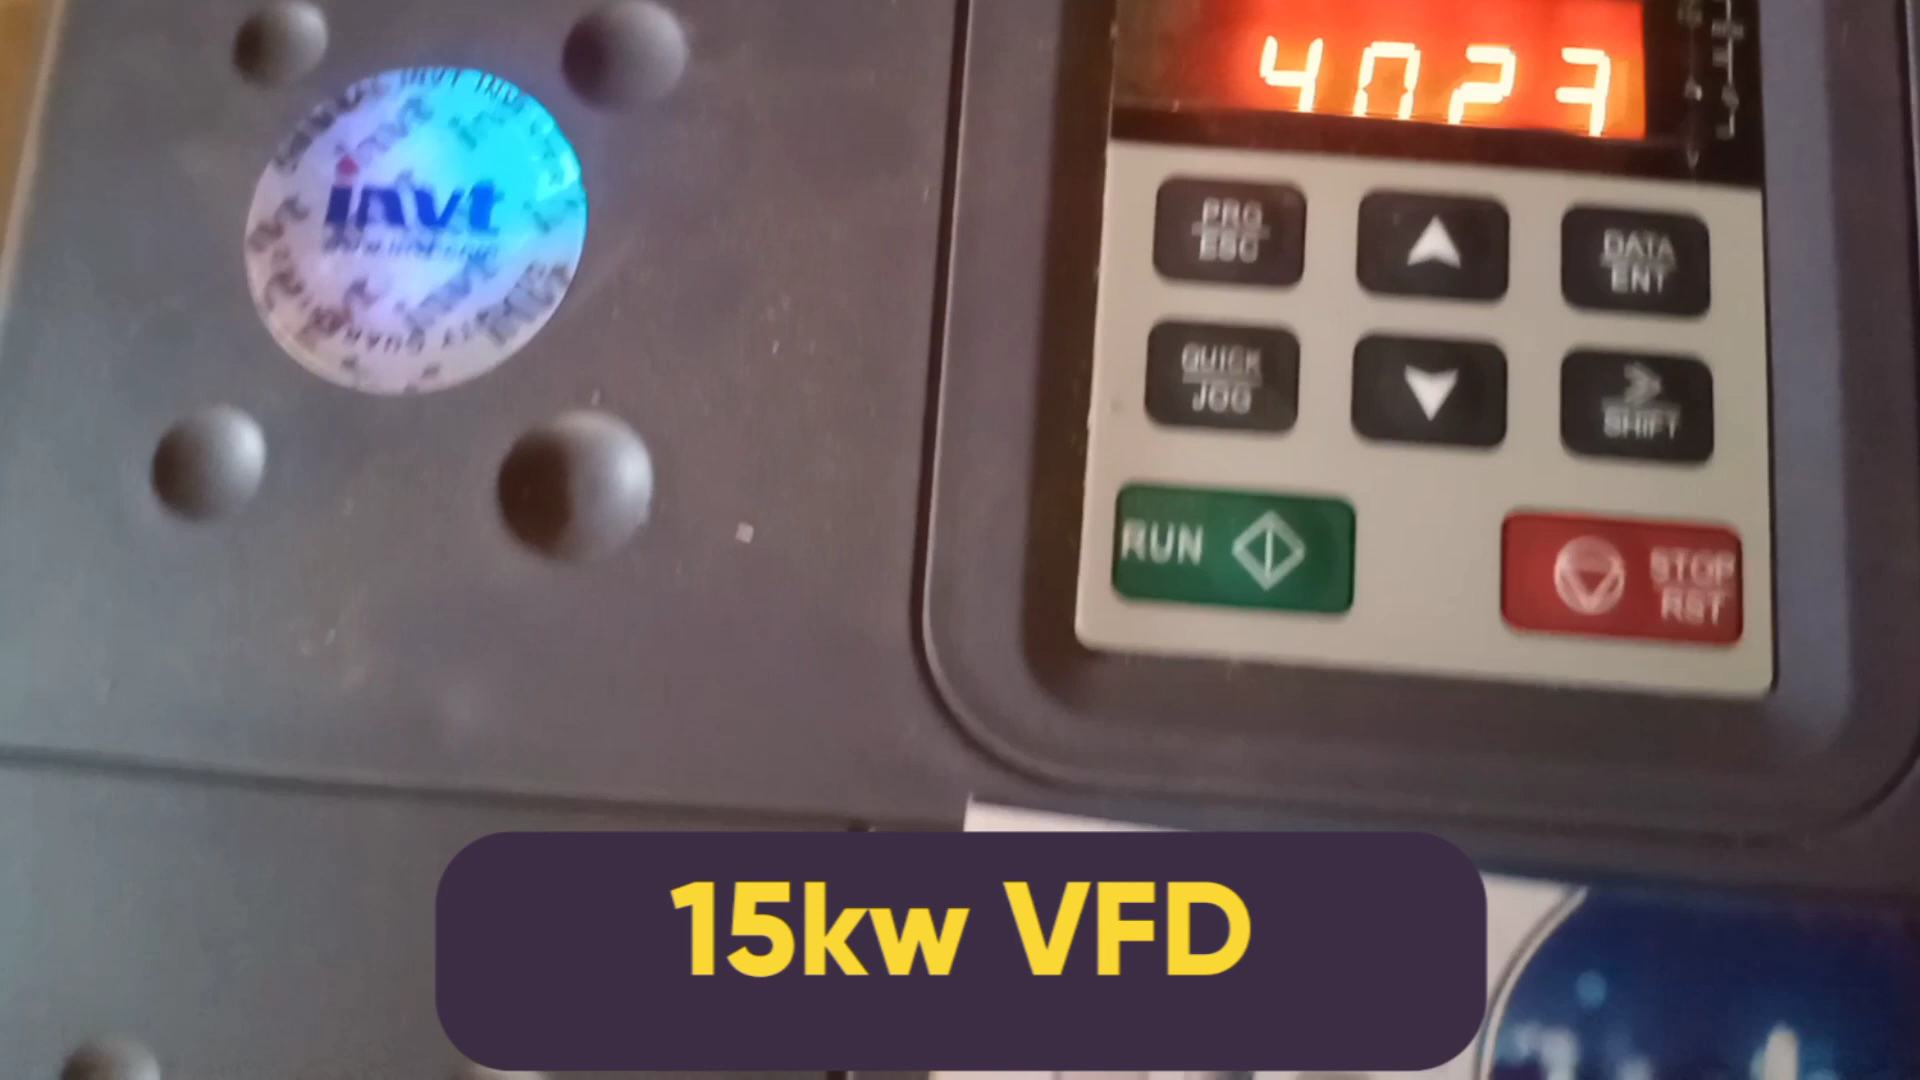 4023
invt
PRG
ESC
DATA
ENT
QUICK
JOG
SHIFT
RUN
STOP
RST
15kw VFD